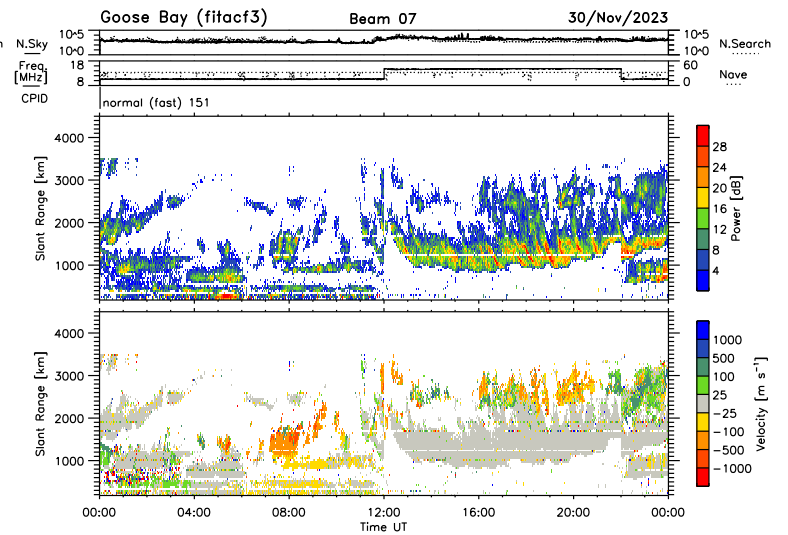 Goose Bay (fitacf3) Beam 07 30/Nov/2023
n N.Sky 10^5 10^0 10^5 10^0 N.Search
Freq. [MHz] 18 8 60 0 Nave
CPID normal (fast) 151
Slant Range [km]
4000
3000
2000
1000
Power [dB]
28
24
20
16
12
8
4
Slant Range [km]
4000
3000
2000
1000
Velocity [m s⁻¹]
1000
500
100
25
−25
−100
−500
−1000
00:00 04:00 08:00 12:00 16:00 20:00 00:00
Time UT